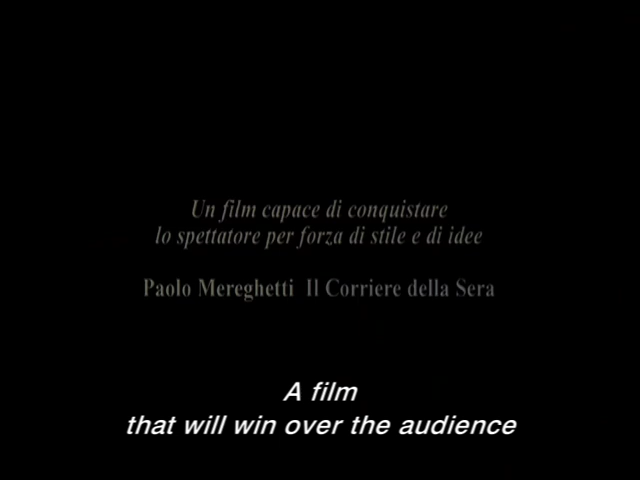 Un film capace di conquistare
lo spettatore per forza di stile e di idee
Paolo Mereghetti Il Corriere della Sera
A film
that will win over the audience